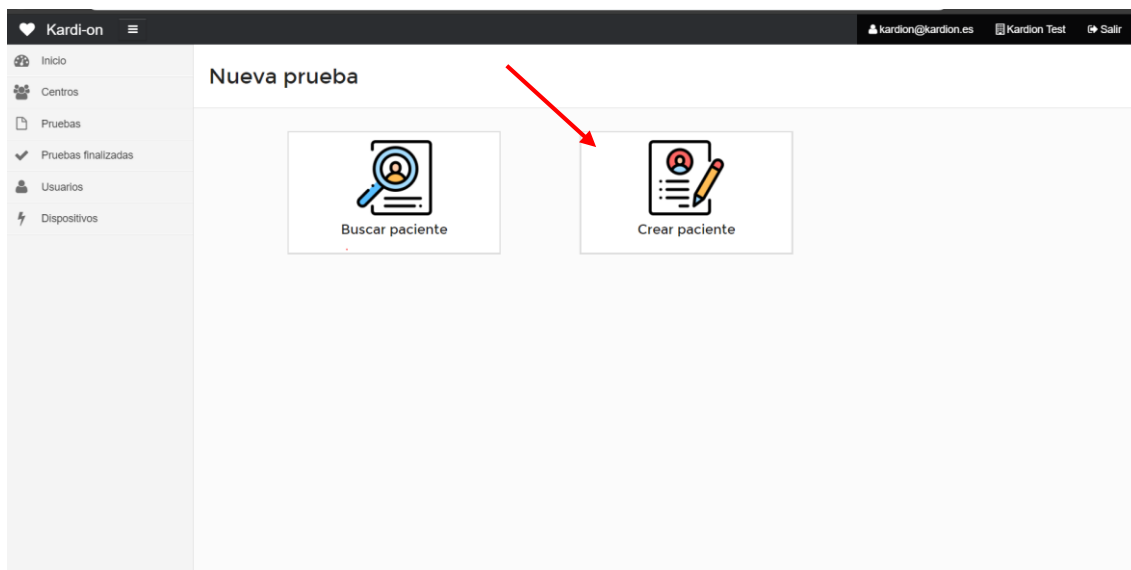 Kardi-on
kardion@kardion.es
Kardion Test
Salir
Inicio
Centros
Pruebas
Pruebas finalizadas
Usuarios
Dispositivos
Nueva prueba
Buscar paciente
Crear paciente